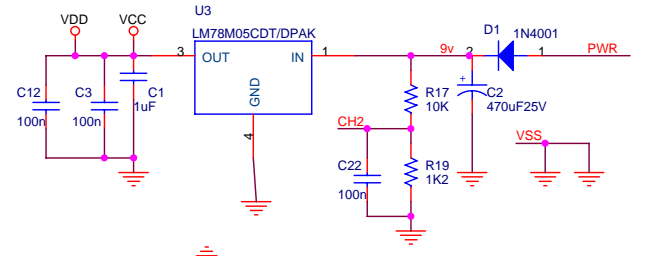 U3
VDD
VCC
LM78M05CDT/DPAK
D1
1N4001
3
OUT
IN
1
9v
2
1
PWR
GND
4
C12
100n
C3
100n
C1
1uF
R17
10K
+
C2
470uF25V
CH2
VSS
C22
100n
R19
1K2